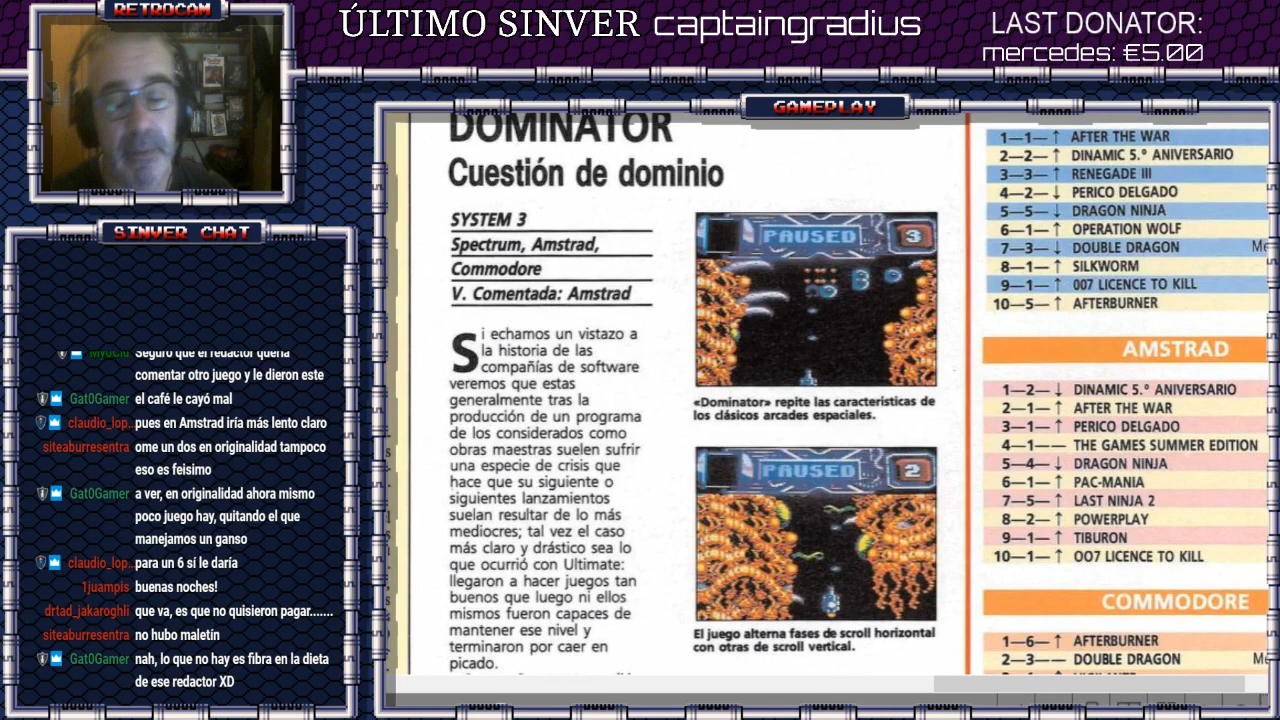 RETROCAM
ÚLTIMO SINVER captaingradius
LAST DONATOR:
mercedes: €5.00
SINVER CHAT
Seguro que el redactor quería
comentar otro juego y le dieron este
Gat0Gamer el café le cayó mal
claudio_lop.. pues en Amstrad iría más lento claro
siteaburresentra ome un dos en originalidad tampoco
eso es feisimo
Gat0Gamer a ver, en originalidad ahora mismo
poco juego hay, quitando el que
manejamos un ganso
claudio_lop.. para un 6 sí le daría
1juampis buenas noches!
drtad_jakaroghli que va, es que no quisieron pagar.......
siteaburresentra no hubo maletín
Gat0Gamer nah, lo que no hay es fibra en la dieta
de ese redactor XD
GAMEPLAY
DOMINATOR
Cuestión de dominio
SYSTEM 3
Spectrum, Amstrad,
Commodore
V. Comentada: Amstrad
Si echamos un vistazo a
la historia de las
compañías de software
veremos que estas
generalmente tras la
producción de un programa
de los considerados como
obras maestras suelen sufrir
una especie de crisis que
hace que su siguiente o
siguientes lanzamientos
suelan resultar de lo más
mediocres; tal vez el caso
más claro y drástico sea lo
que ocurrió con Ultimate:
llegaron a hacer juegos tan
buenos que luego ni ellos
mismos fueron capaces de
mantener ese nivel y
terminaron por caer en
picado.
PAUSED 3
«Dominator» repite las características de
los clásicos arcades espaciales.
PAUSED 2
El juego alterna fases de scroll horizontal
con otras de scroll vertical.
1—1— ↑ AFTER THE WAR
2—2— ↑ DINAMIC 5.º ANIVERSARIO
3—3— ↑ RENEGADE III
4—2— ↓ PERICO DELGADO
5—5— ↓ DRAGON NINJA
6—1— ↑ OPERATION WOLF
7—3— ↓ DOUBLE DRAGON
8—1— ↑ SILKWORM
9—1— ↑ 007 LICENCE TO KILL
10—5— ↑ AFTERBURNER
AMSTRAD
1—2— ↓ DINAMIC 5.º ANIVERSARIO
2—1— ↑ AFTER THE WAR
3—1— ↑ PERICO DELGADO
4—1—— THE GAMES SUMMER EDITION
5—4— ↓ DRAGON NINJA
6—1— ↑ PAC-MANIA
7—5— ↑ LAST NINJA 2
8—2— ↑ POWERPLAY
9—1— ↑ TIBURON
10—1— ↑ OO7 LICENCE TO KILL
COMMODORE
1—6— ↑ AFTERBURNER
2—3—— DOUBLE DRAGON